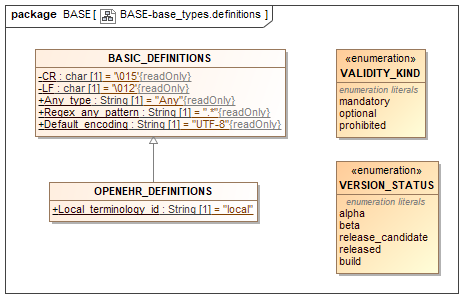 package BASE [ BASE-base_types.definitions ]
BASIC_DEFINITIONS
-CR : char [1] = '\015'{readOnly}
-LF : char [1] = '\012'{readOnly}
+Any_type : String [1] = "Any"{readOnly}
+Regex_any_pattern : String [1] = ".*"{readOnly}
+Default_encoding : String [1] = "UTF-8"{readOnly}
OPENEHR_DEFINITIONS
+Local_terminology_id : String [1] = "local"
«enumeration»
VALIDITY_KIND
enumeration literals
mandatory
optional
prohibited
«enumeration»
VERSION_STATUS
enumeration literals
alpha
beta
release_candidate
released
build